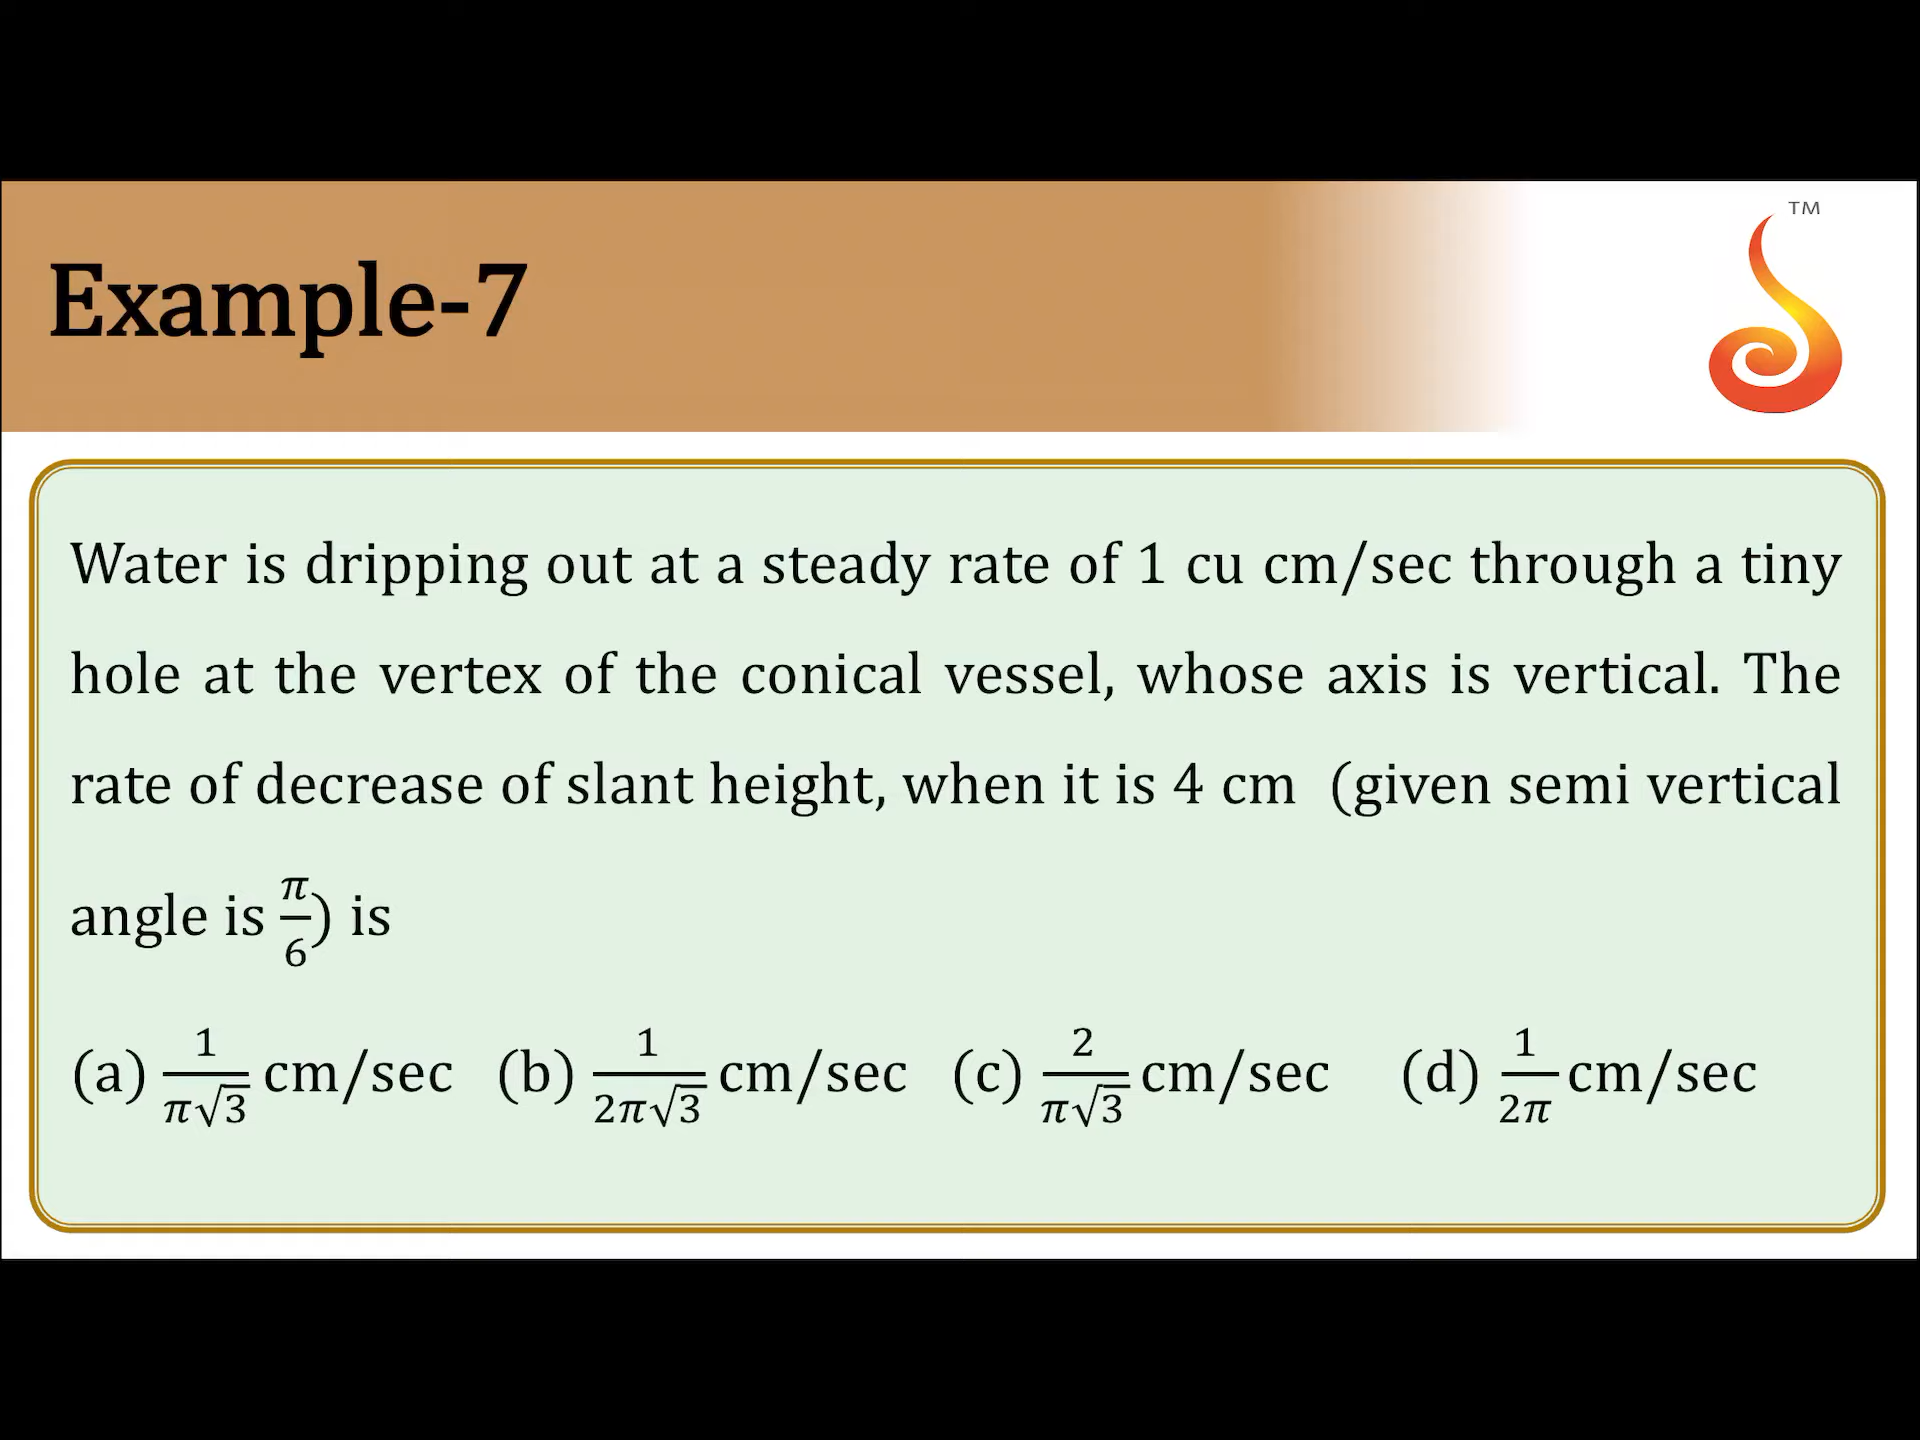 TM
Example-7
Water is dripping out at a steady rate of 1 cu cm/sec through a tiny
hole at the vertex of the conical vessel, whose axis is vertical. The
rate of decrease of slant height, when it is 4 cm (given semi vertical
angle is π/6) is
(a) 1/π√3 cm/sec (b) 1/2π√3 cm/sec (c) 2/π√3 cm/sec (d) 1/2π cm/sec